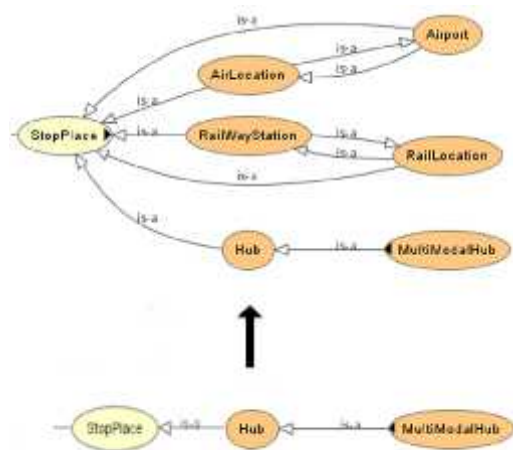 Airport
is-a
is-a
AirLocation
is-a
is-a
StopPlace
is-a
RailWayStation
is-a
is-a
RailLocation
is-a
is-a
Hub
is-a
MultiModalHub
StopPlace
is-a
Hub
is-a
MultiModalHub